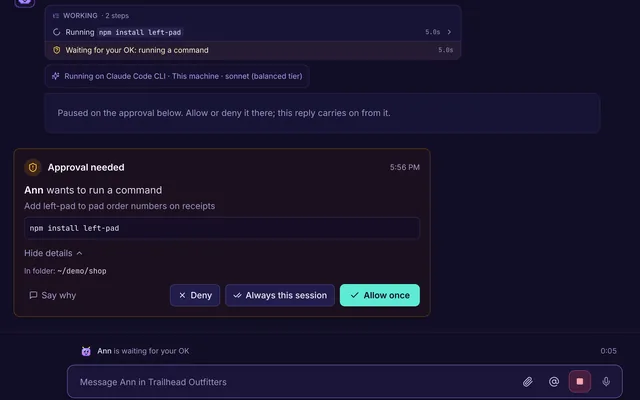 WORKING · 2 steps
Running npm install left-pad 5.0s
Waiting for your OK: running a command 5.0s
Running on Claude Code CLI · This machine · sonnet (balanced tier)
Paused on the approval below. Allow or deny it there; this reply carries on from it.
Approval needed 5:56 PM
Ann wants to run a command
Add left-pad to pad order numbers on receipts
npm install left-pad
Hide details
In folder: ~/demo/shop
Say why Deny Always this session Allow once
Ann is waiting for your OK 0:05
Message Ann in Trailhead Outfitters